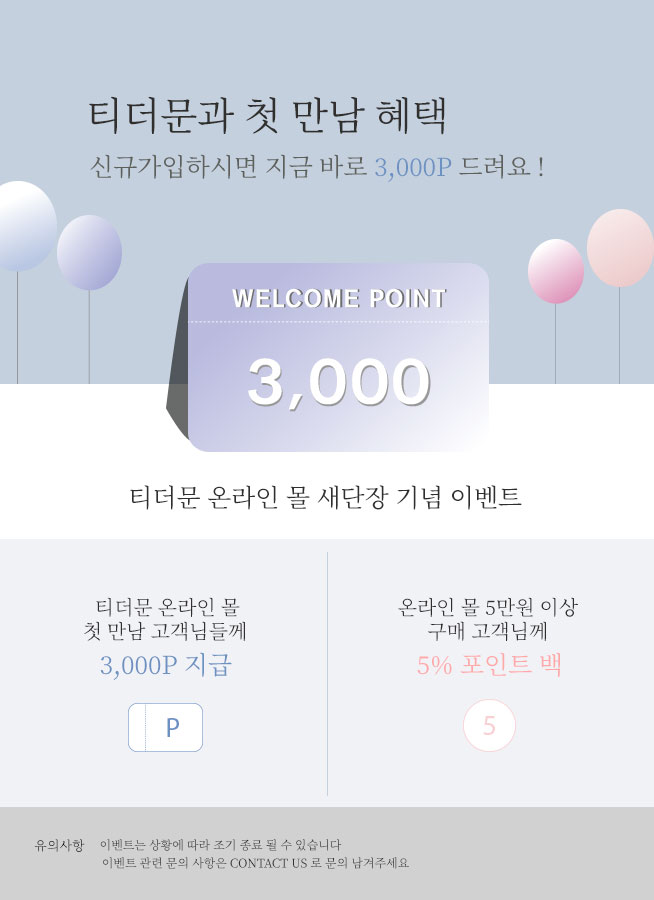 티더문과 첫 만남 혜택
신규가입하시면 지금 바로 3,000P 드려요 !
WELCOME POINT
3,000
티더문 온라인 몰 새단장 기념 이벤트
티더문 온라인 몰
첫 만남 고객님들께
3,000P 지급
P
온라인 몰 5만원 이상
구매 고객님께
5% 포인트 백
5
유의사항 이벤트는 상황에 따라 조기 종료 될 수 있습니다
이벤트 관련 문의 사항은 CONTACT US 로 문의 남겨주세요